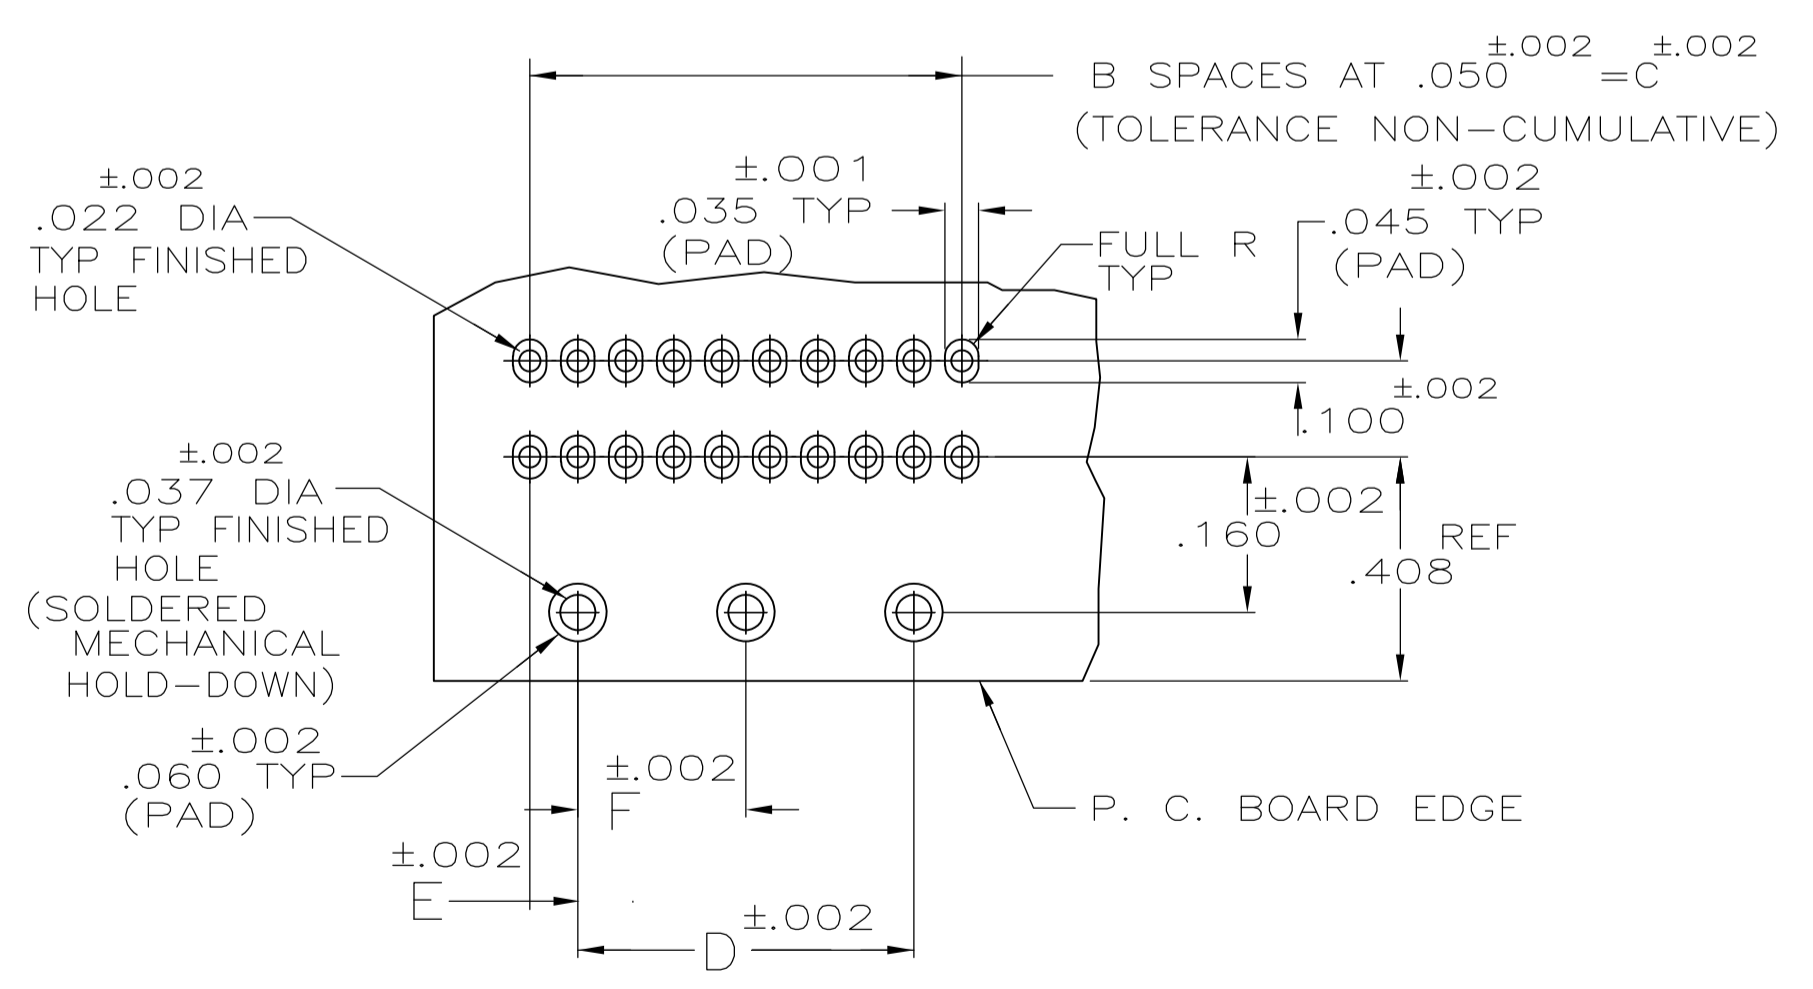 ±.002 ±.002
B SPACES AT .050 =C
(TOLERANCE NON-CUMULATIVE)
±.001
.035 TYP
(PAD)
±.002
.022 DIA
TYP FINISHED
HOLE
FULL R
TYP
±.002
.045 TYP
(PAD)
±.002
.100
±.002
.037 DIA
TYP FINISHED
HOLE
(SOLDERED
MECHANICAL
HOLD-DOWN)
±.002
.160
REF
.408
±.002
.060 TYP
(PAD)
±.002
F
P. C. BOARD EDGE
±.002
E
±.002
D